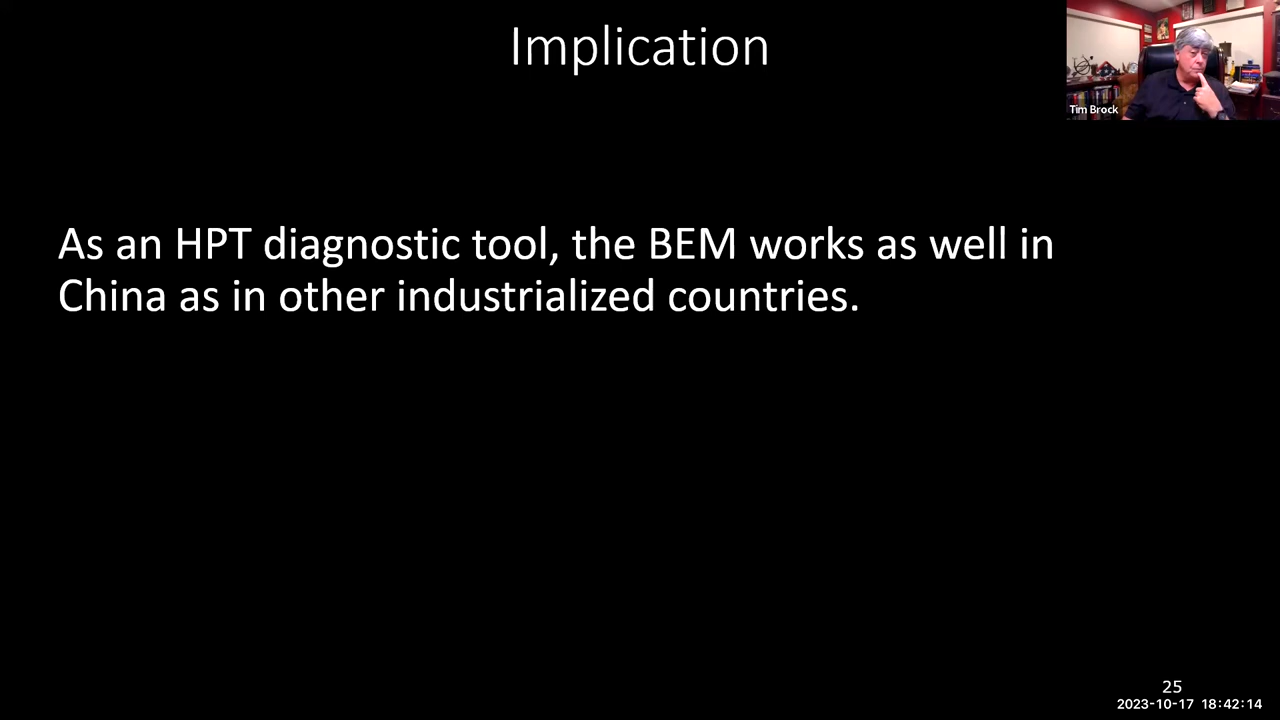 Implication
Tim Brock
As an HPT diagnostic tool, the BEM works as well in
China as in other industrialized countries.
25
2023-10-17 18:42:14